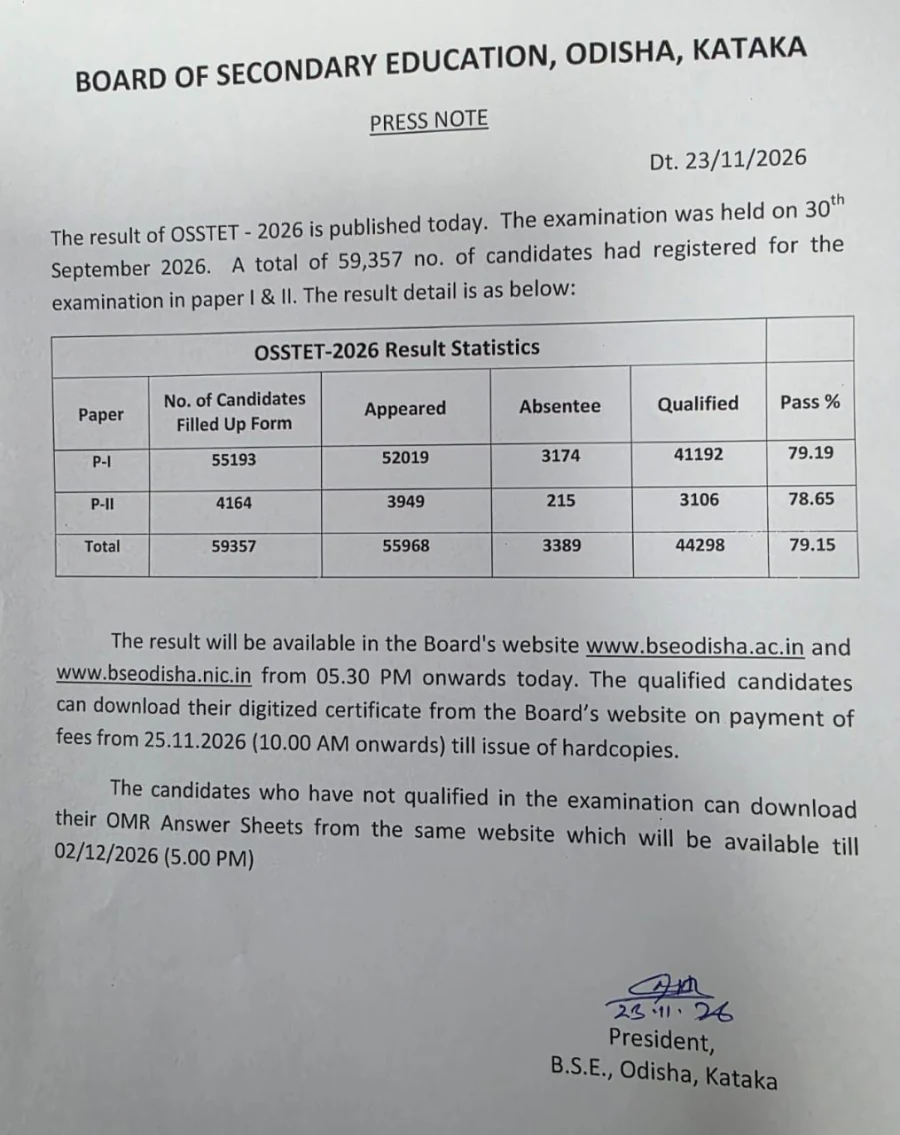 BOARD OF SECONDARY EDUCATION, ODISHA, KATAKA
PRESS NOTE
Dt. 23/11/2026
The result of OSSTET - 2026 is published today. The examination was held on 30th
September 2026. A total of 59,357 no. of candidates had registered for the
examination in paper I & II. The result detail is as below:
OSSTET-2026 Result Statistics
Paper No. of Candidates Filled Up Form Appeared Absentee Qualified Pass %
P-I 55193 52019 3174 41192 79.19
P-II 4164 3949 215 3106 78.65
Total 59357 55968 3389 44298 79.15
The result will be available in the Board's website www.bseodisha.ac.in and
www.bseodisha.nic.in from 05.30 PM onwards today. The qualified candidates
can download their digitized certificate from the Board’s website on payment of
fees from 25.11.2026 (10.00 AM onwards) till issue of hardcopies.
The candidates who have not qualified in the examination can download
their OMR Answer Sheets from the same website which will be available till
02/12/2026 (5.00 PM)
23.11.26
President,
B.S.E., Odisha, Kataka